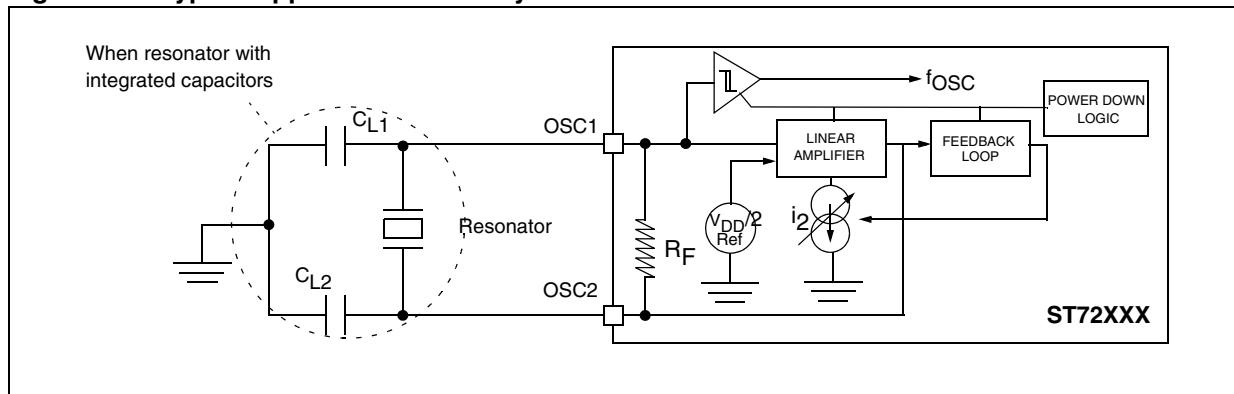 When resonator with
integrated capacitors
CL1
OSC1
fOSC
POWER DOWN
LOGIC
LINEAR
AMPLIFIER
FEEDBACK
LOOP
Resonator
RF
VDD/2
Ref
i2
CL2
OSC2
ST72XXX